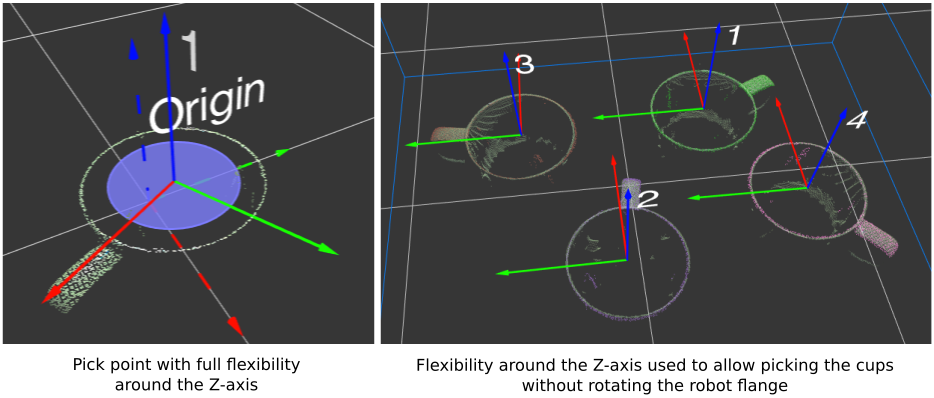 1
Origin
3
1
4
2
Pick point with full flexibility
around the Z-axis
Flexibility around the Z-axis used to allow picking the cups
without rotating the robot flange